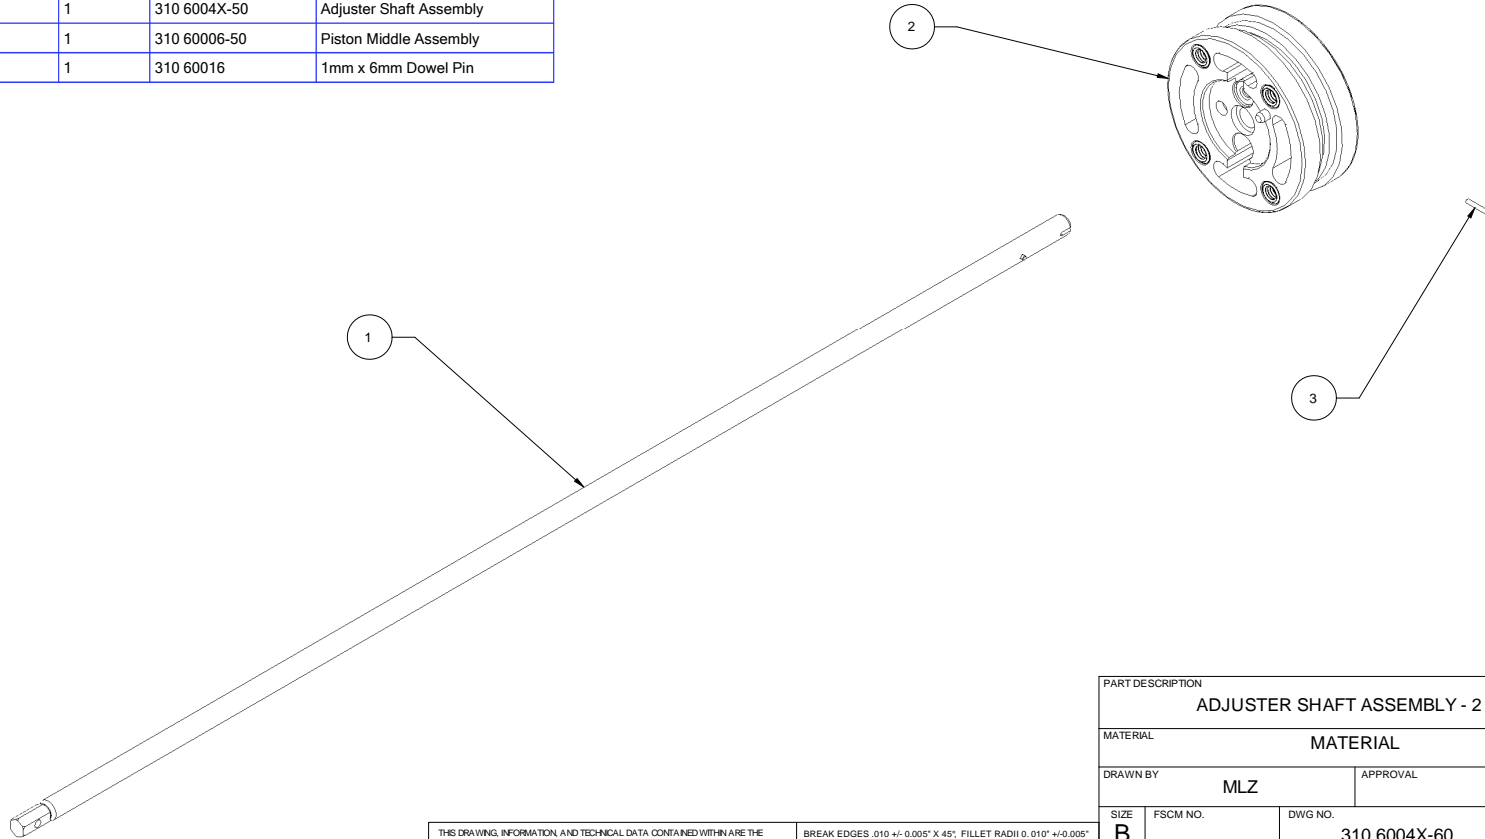 1 310 6004X-50 Adjuster Shaft Assembly
1 310 60006-50 Piston Middle Assembly
1 310 60016 1mm x 6mm Dowel Pin
2
1
3
PART DESCRIPTION
ADJUSTER SHAFT ASSEMBLY - 2
MATERIAL
MATERIAL
DRAWN BY
MLZ
APPROVAL
SIZE
B
FSCM NO.
DWG NO.
310 6004X-60
THIS DRAWING, INFORMATION, AND TECHNICAL DATA CONTAINED WITHIN ARE THE
BREAK EDGES .010 +/- 0.005" X 45°, FILLET RADII 0.010" +/-0.005"